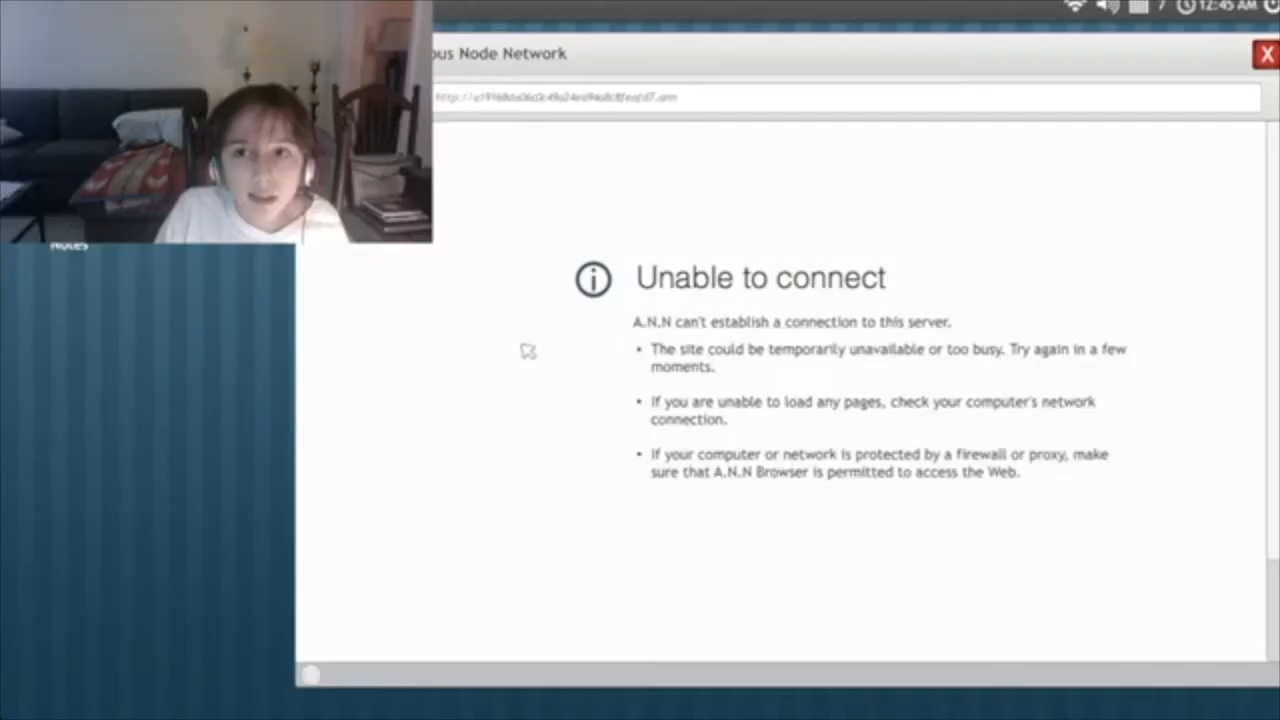 12:45 AM
ous Node Network
X
Notes
Unable to connect
A.N.N can't establish a connection to this server.
• The site could be temporarily unavailable or too busy. Try again in a few
moments.
• If you are unable to load any pages, check your computer's network
connection.
• If your computer or network is protected by a firewall or proxy, make
sure that A.N.N Browser is permitted to access the Web.